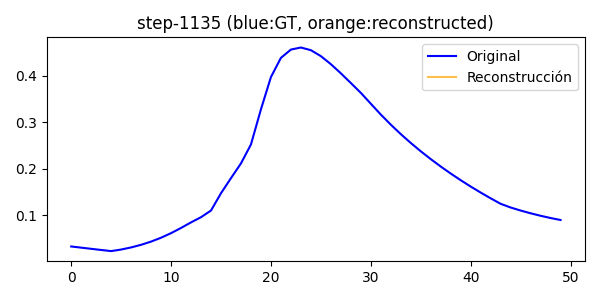 step-1135 (blue:GT, orange:reconstructed)
Original
Reconstrucción
0.4
0.3
0.2
0.1
0 10 20 30 40 50